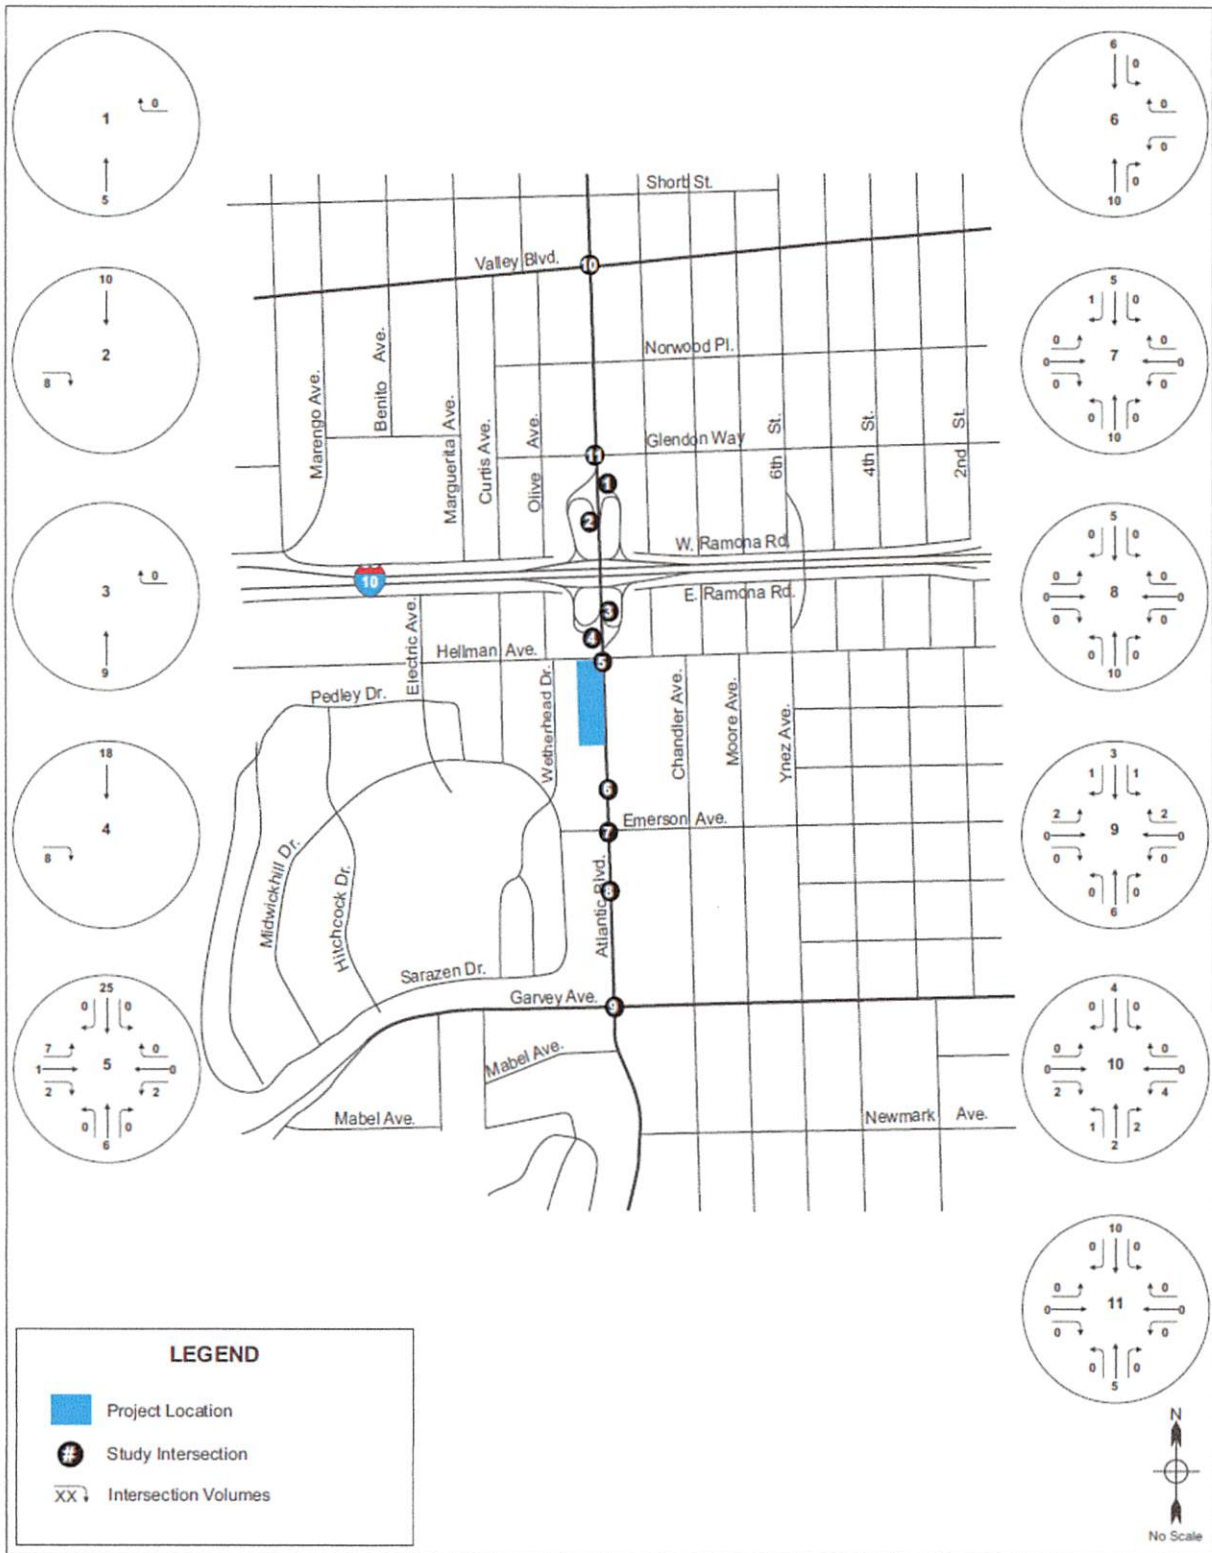 1
0
5
10
2
8
3
0
9
18
4
8
25
0 0
7 5 0
1 0
2 2
0 0
6
6
0
0
6
0
0
10
5
1 0
0 7 0
0 0
0 0
0 0
10
5
0 0
0 8 0
0 0
0 0
0 0
10
3
1 1
2 9 2
0 0
0 0
0 0
6
4
0 0
0 10 0
0 0
2 4
1 2
2
10
0 0
0 11 0
0 0
0 0
0 0
5
Shorb St.
Valley Blvd.
10
Norwood Pl.
Marengo Ave.
Benito Ave.
Marguerita Ave.
Curtis Ave.
Olive Ave.
Glendon Way
6th St.
4th St.
2nd St.
11
1
2
W. Ramona Rd.
10
E. Ramona Rd.
3
4
5
Electric Ave.
Hellman Ave.
Pedley Dr.
Wetherhead Dr.
Chandler Ave.
Moore Ave.
Ynez Ave.
6
Emerson Ave.
7
Atlantic Blvd.
8
Midwickhill Dr.
Hitchcock Dr.
Sarazen Dr.
Garvey Ave.
9
Mabel Ave.
Mabel Ave.
Newmark Ave.
LEGEND
Project Location
# Study Intersection
XX Intersection Volumes
N
No Scale